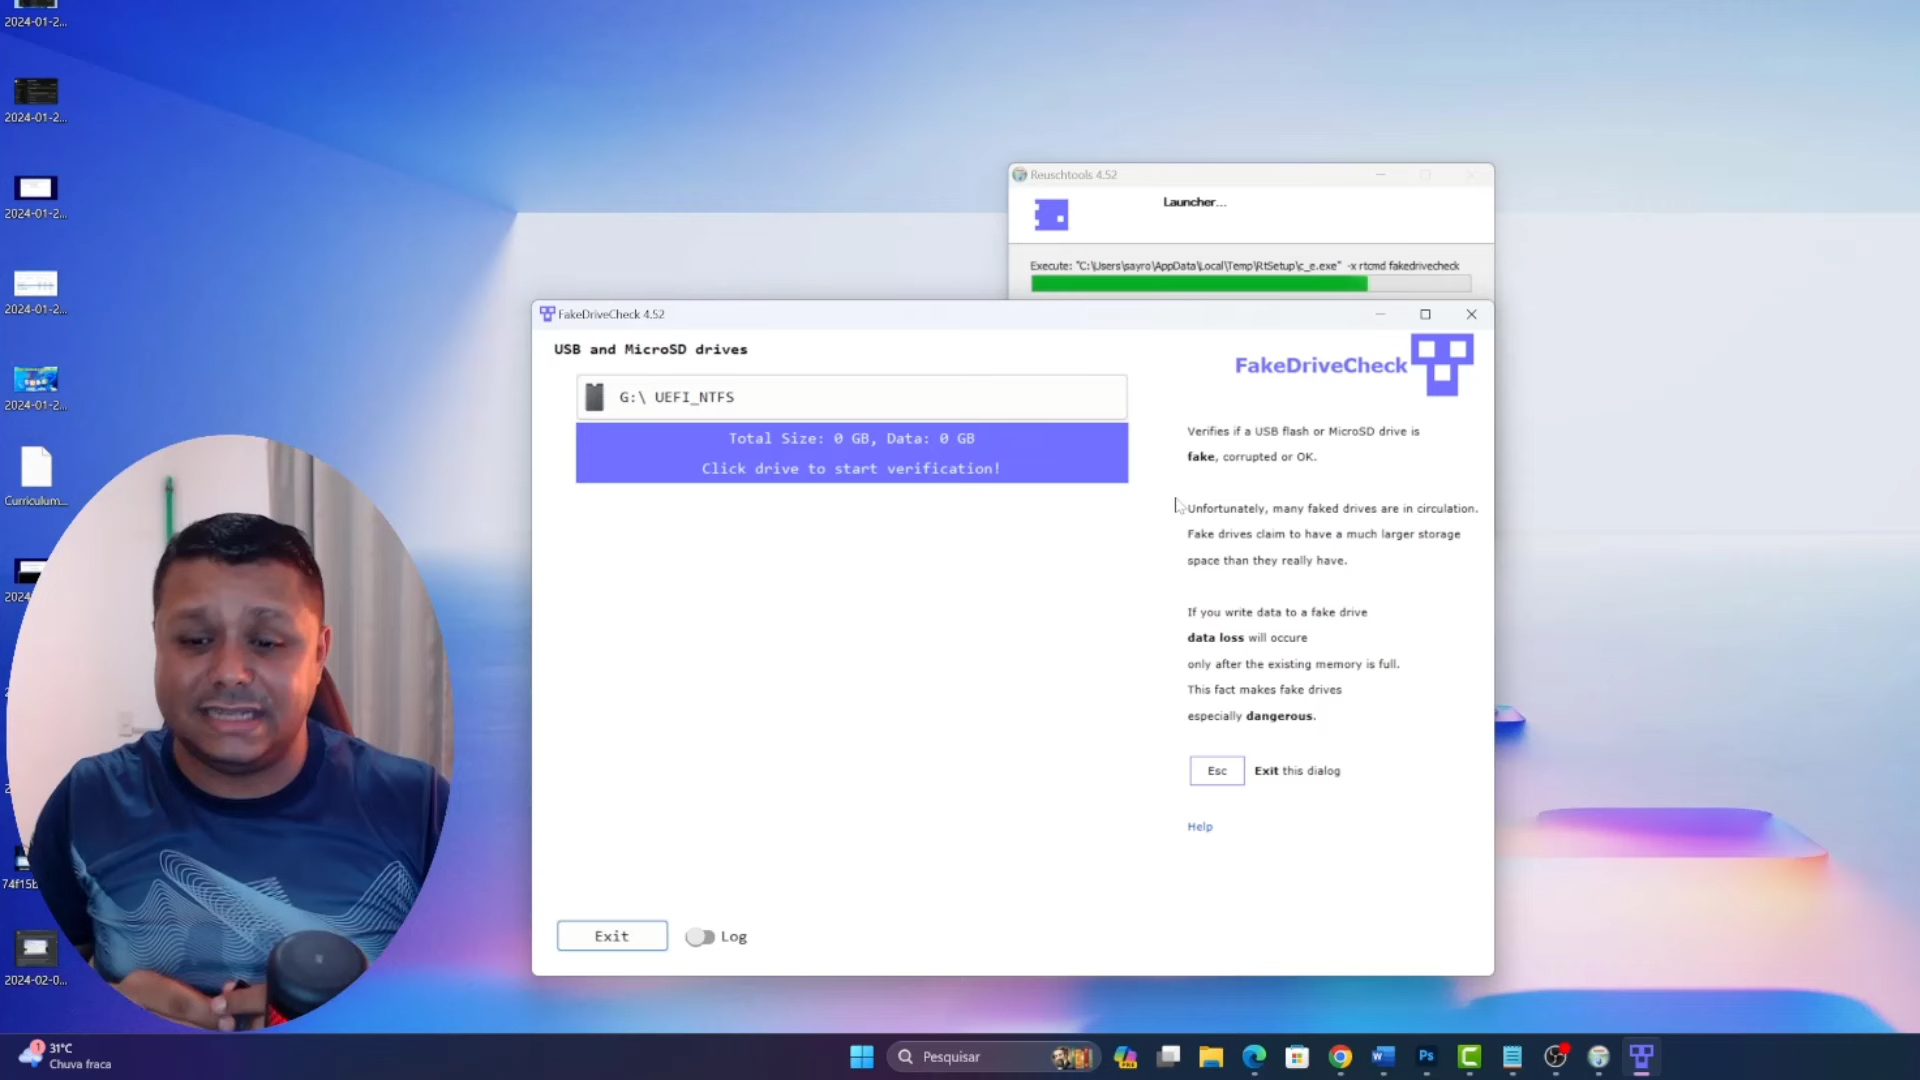 2024-01-2...
2024-01-2...
2024-01-2...
2024-01-2...
2024-01-2...
Curriculum...
2024-02-0...
Reuschtools 4.52
Launcher...
Execute: "C:\Users\sayro\AppData\Local\Temp\RtSetup\c_e.exe" -x rtcmd fakedrivecheck
FakeDriveCheck 4.52
USB and MicroSD drives
G:\ UEFI_NTFS
Total Size: 0 GB, Data: 0 GB
Click drive to start verification!
FakeDriveCheck
Verifies if a USB flash or MicroSD drive is
fake, corrupted or OK.
Unfortunately, many faked drives are in circulation.
Fake drives claim to have a much larger storage
space than they really have.
If you write data to a fake drive
data loss will occure
only after the existing memory is full.
This fact makes fake drives
especially dangerous.
Esc Exit this dialog
Help
Exit Log
1
31°C
Chuva fraca
Pesquisar
PRE
Ps